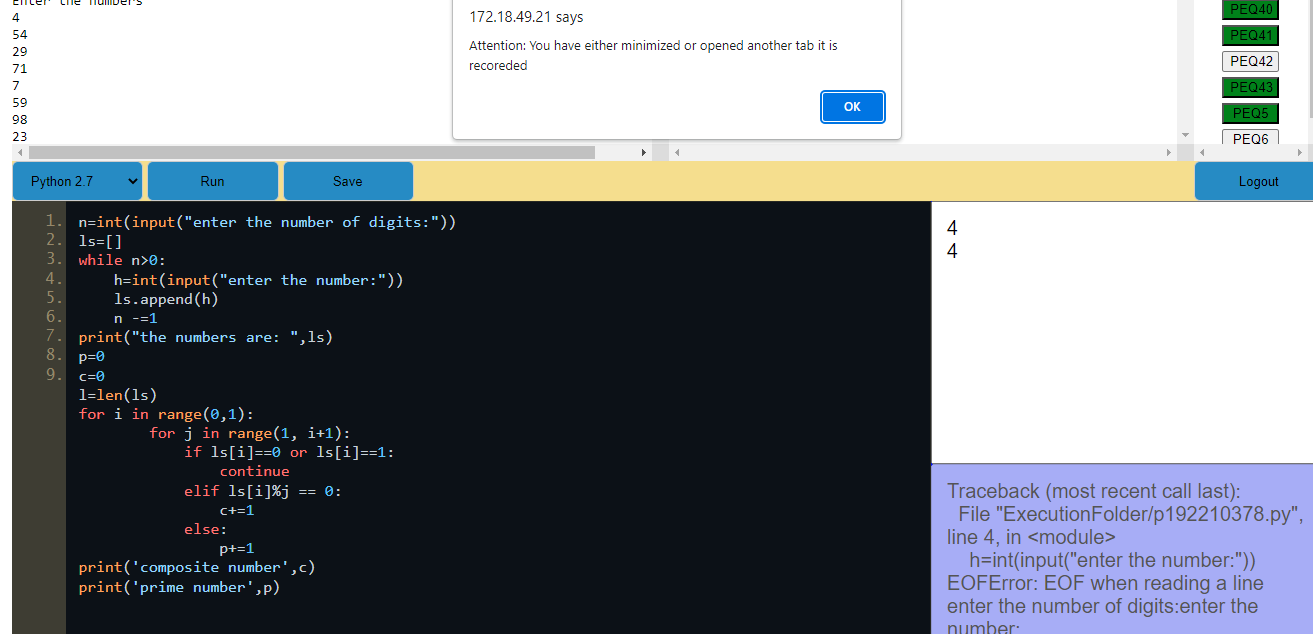 Enter the numbers
4
54
29
71
7
59
98
23
172.18.49.21 says
Attention: You have either minimized or opened another tab it is
recoreded
OK
PEQ40
PEQ41
PEQ42
PEQ43
PEQ5
PEQ6
Python 2.7
Run
Save
Logout
1. n=int(input("enter the number of digits:"))
2. ls=[]
3. while n>0:
4.     h=int(input("enter the number:"))
5.     ls.append(h)
6.     n -=1
7. print("the numbers are: ",ls)
8. p=0
9. c=0
l=len(ls)
for i in range(0,1):
        for j in range(1, i+1):
            if ls[i]==0 or ls[i]==1:
                continue
            elif ls[i]%j == 0:
                c+=1
            else:
                p+=1
print('composite number',c)
print('prime number',p)
4
4
Traceback (most recent call last):
  File "ExecutionFolder/p192210378.py",
line 4, in <module>
    h=int(input("enter the number:"))
EOFError: EOF when reading a line
enter the number of digits:enter the
number: